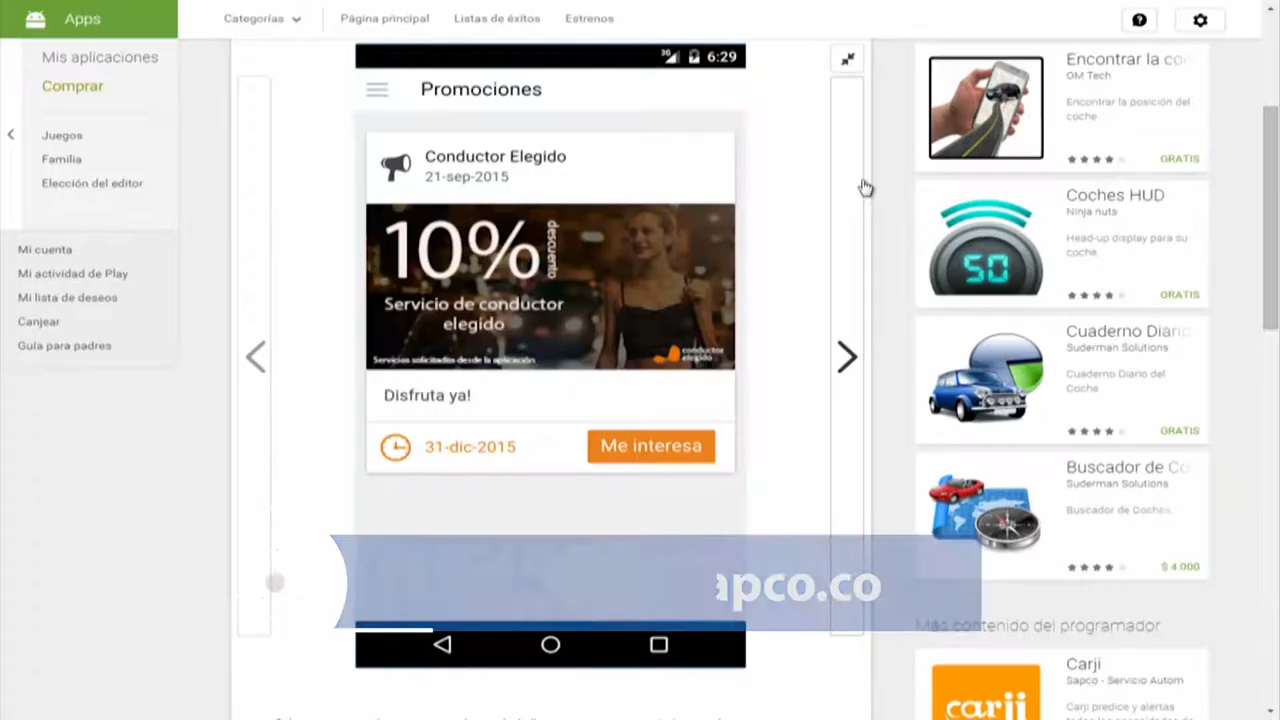 Apps
Categorías
Página principal
Listas de éxitos
Estrenos
Mis aplicaciones
Comprar
Juegos
Familia
Elección del editor
Mi cuenta
Mi actividad de Play
Mi lista de deseos
Canjear
Guía para padres
3G
6:29
Promociones
Conductor Elegido
21-sep-2015
10%
descuento
Servicio de conductor
elegido
Servicios solicitados desde la aplicación
conductor
elegido
Disfruta ya!
31-dic-2015
Me interesa
apco.co
Encontrar la co
OM Tech
Encontrar la posición del
coche
GRATIS
Coches HUD
Ninja nuts
Head-up display para su
coche.
50
GRATIS
Cuaderno Diario
Suderman Solutions
Cuaderno Diario del
Coche
GRATIS
Buscador de Co
Suderman Solutions
Buscador de Coches.
$ 4.000
Más contenido del programador
Carji
Sapco - Servicio Autom
Carji predice y alertas
carji